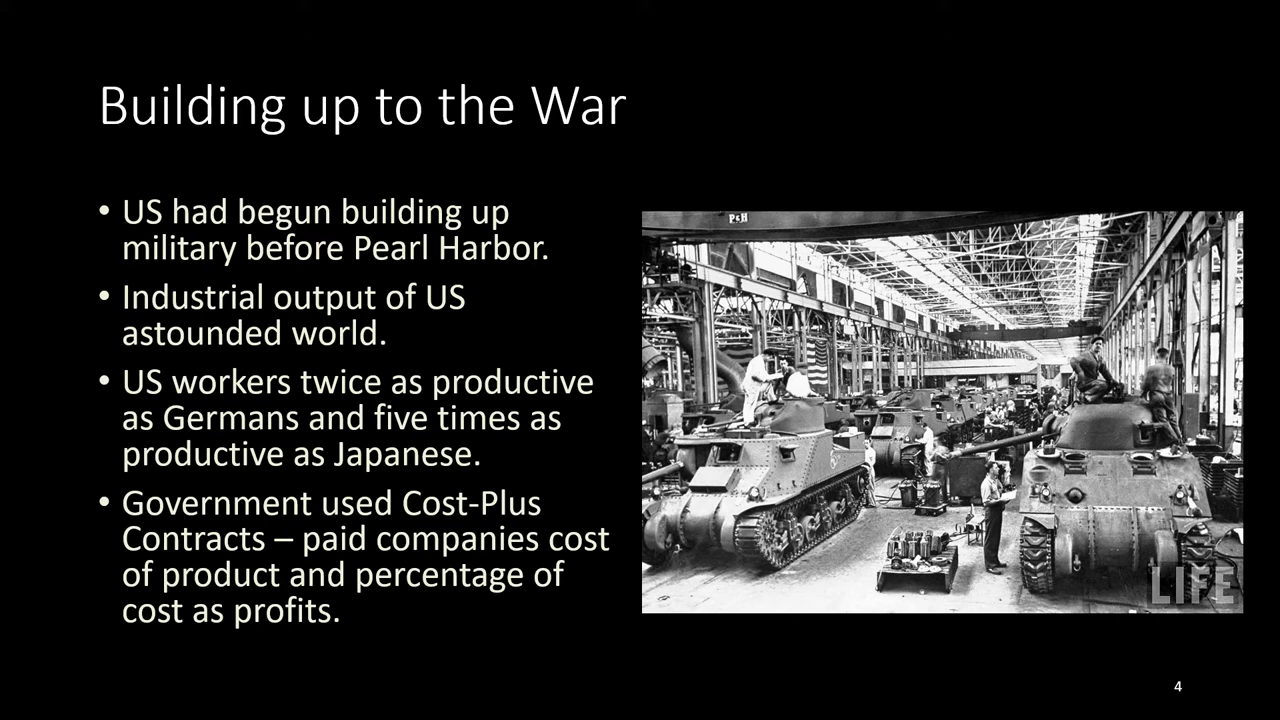 Building up to the War
• US had begun building up
military before Pearl Harbor.
• Industrial output of US
astounded world.
• US workers twice as productive
as Germans and five times as
productive as Japanese.
• Government used Cost-Plus
Contracts – paid companies cost
of product and percentage of
cost as profits.
P&H
LIFE
4